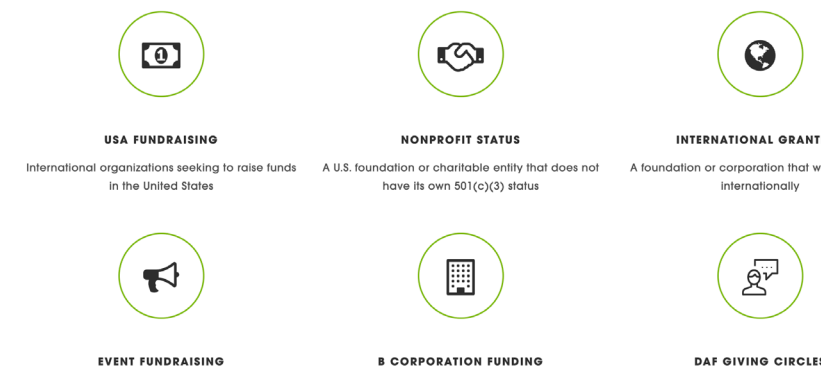 USA FUNDRAISING
International organizations seeking to raise funds
in the United States
NONPROFIT STATUS
A U.S. foundation or charitable entity that does not
have its own 501(c)(3) status
INTERNATIONAL GRANT
A foundation or corporation that w
internationally
EVENT FUNDRAISING
B CORPORATION FUNDING
DAF GIVING CIRCLES